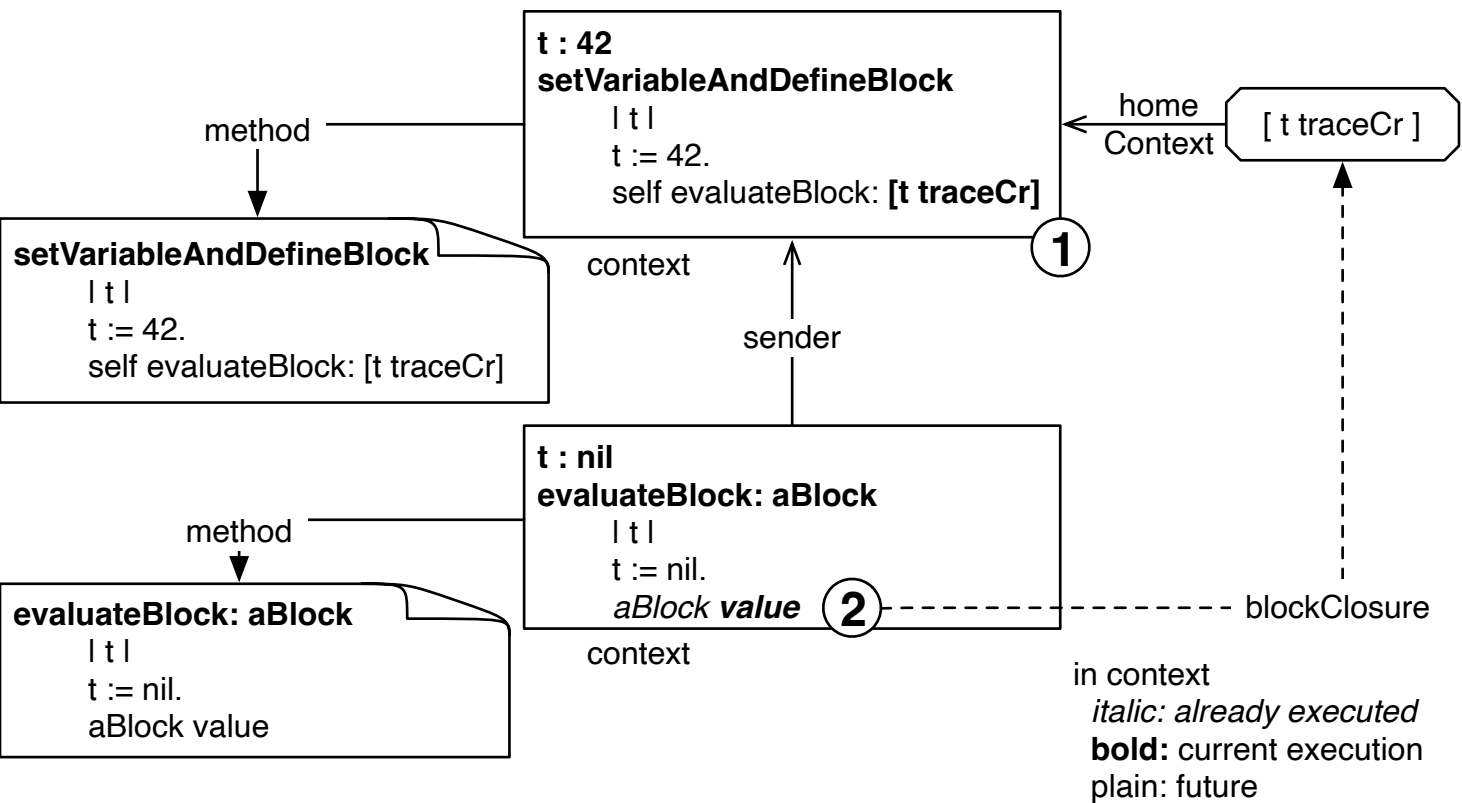 t : 42
setVariableAndDefineBlock
| t |
t := 42.
self evaluateBlock: [t traceCr]
1
context
home
Context
[ t traceCr ]
method
setVariableAndDefineBlock
| t |
t := 42.
self evaluateBlock: [t traceCr]
sender
t : nil
evaluateBlock: aBlock
| t |
t := nil.
aBlock value
2
context
blockClosure
method
evaluateBlock: aBlock
| t |
t := nil.
aBlock value
in context
italic: already executed
bold: current execution
plain: future